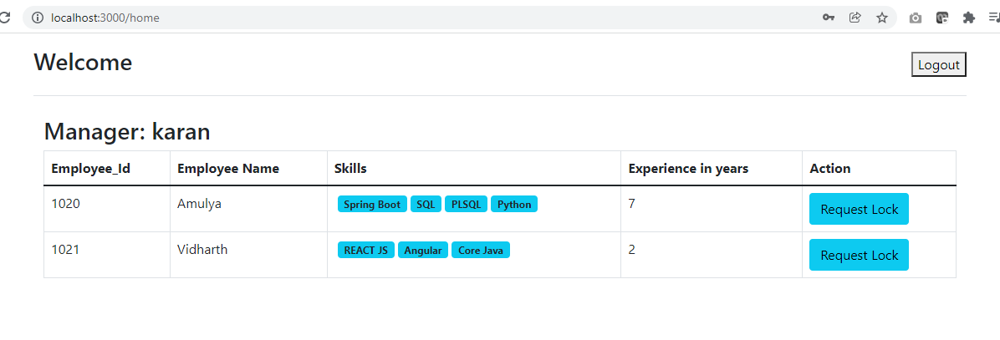 localhost:3000/home
Welcome
Logout
Manager: karan
Employee_Id Employee Name Skills Experience in years Action
1020 Amulya Spring Boot SQL PLSQL Python 7 Request Lock
1021 Vidharth REACT JS Angular Core Java 2 Request Lock